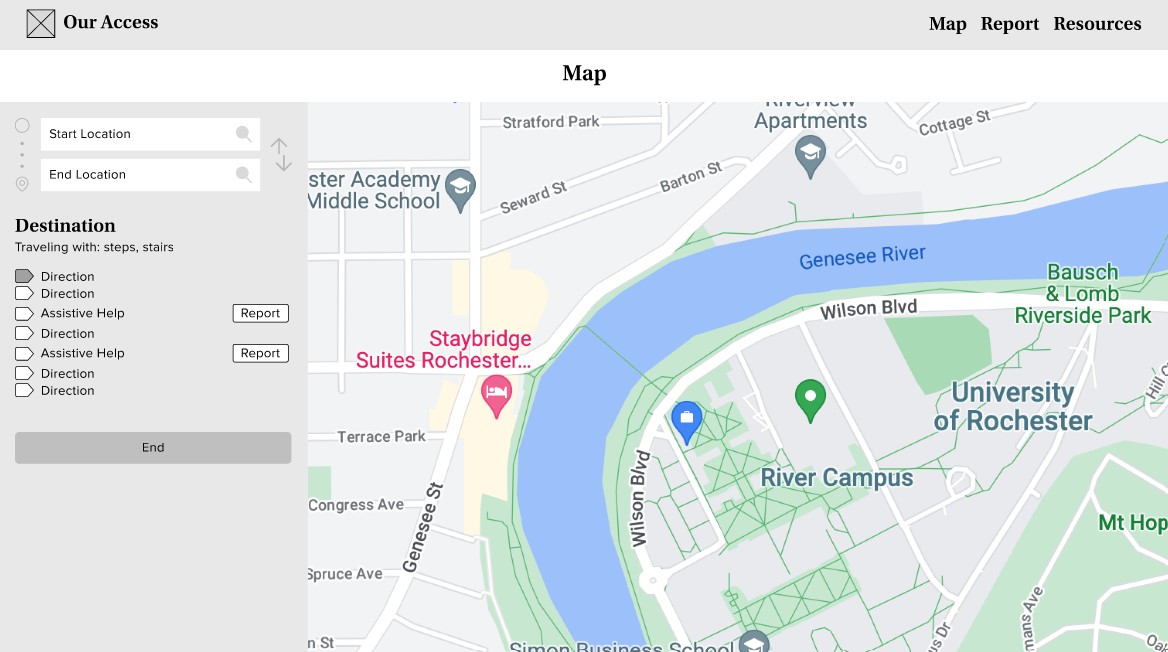 Our Access
Map Report Resources
Map
Start Location
End Location
Destination
Traveling with: steps, stairs
Direction
Direction
Assistive Help Report
Direction
Assistive Help Report
Direction
Direction
End
Riverview
Apartments
Stratford Park
Cottage St
ster Academy
Middle School
Seward St
Barton St
Genesee River
Bausch
& Lomb
Riverside Park
Wilson Blvd
Staybridge
Suites Rochester...
University
of Rochester
Hill C
Terrace Park
River Campus
Wilson Blvd
Congress Ave
Genesee St
Mt Hop
Spruce Ave
mans Ave
us Dr
n St
Simon Business School
Oa